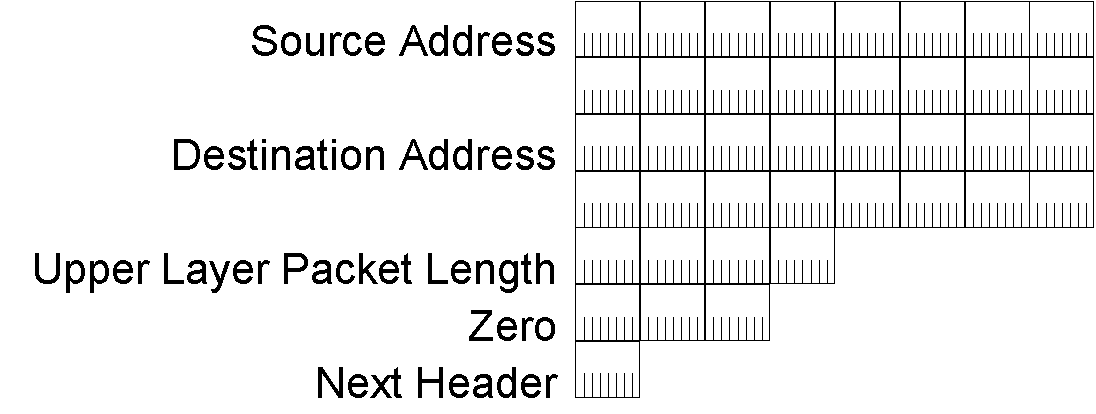 Source Address
Destination Address
Upper Layer Packet Length
Zero
Next Header